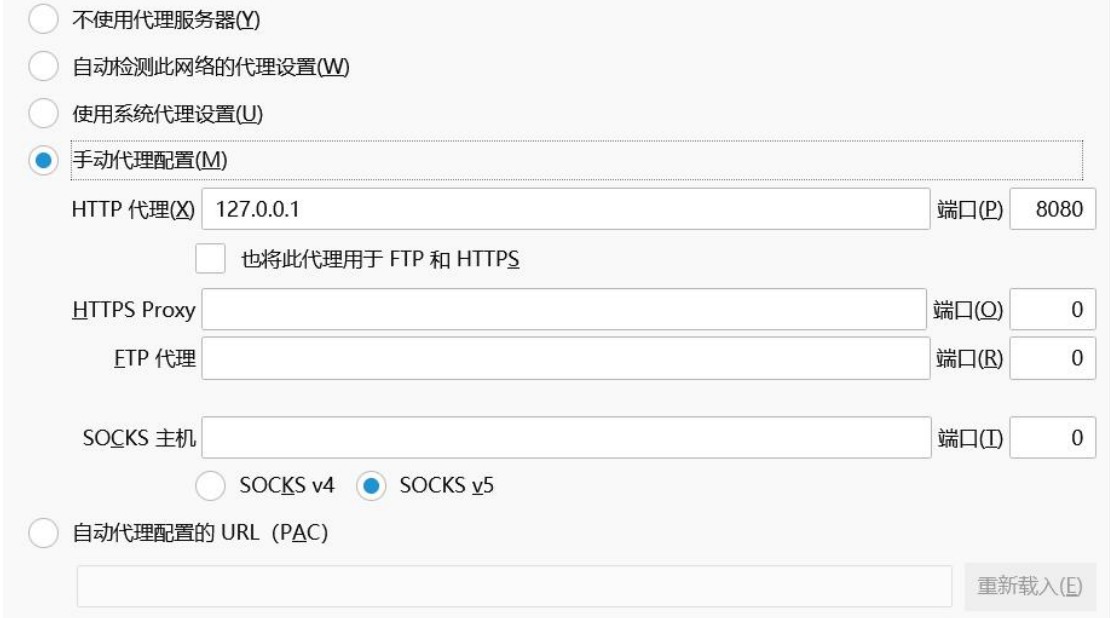 不使用代理服务器(Y)
自动检测此网络的代理设置(W)
使用系统代理设置(U)
手动代理配置(M)
HTTP 代理(X) 127.0.0.1 端口(P) 8080
也将此代理用于 FTP 和 HTTPS
HTTPS Proxy 端口(O) 0
FTP 代理 端口(R) 0
SOCKS 主机 端口(T) 0
SOCKS v4 SOCKS v5
自动代理配置的 URL（PAC）
重新载入(E)